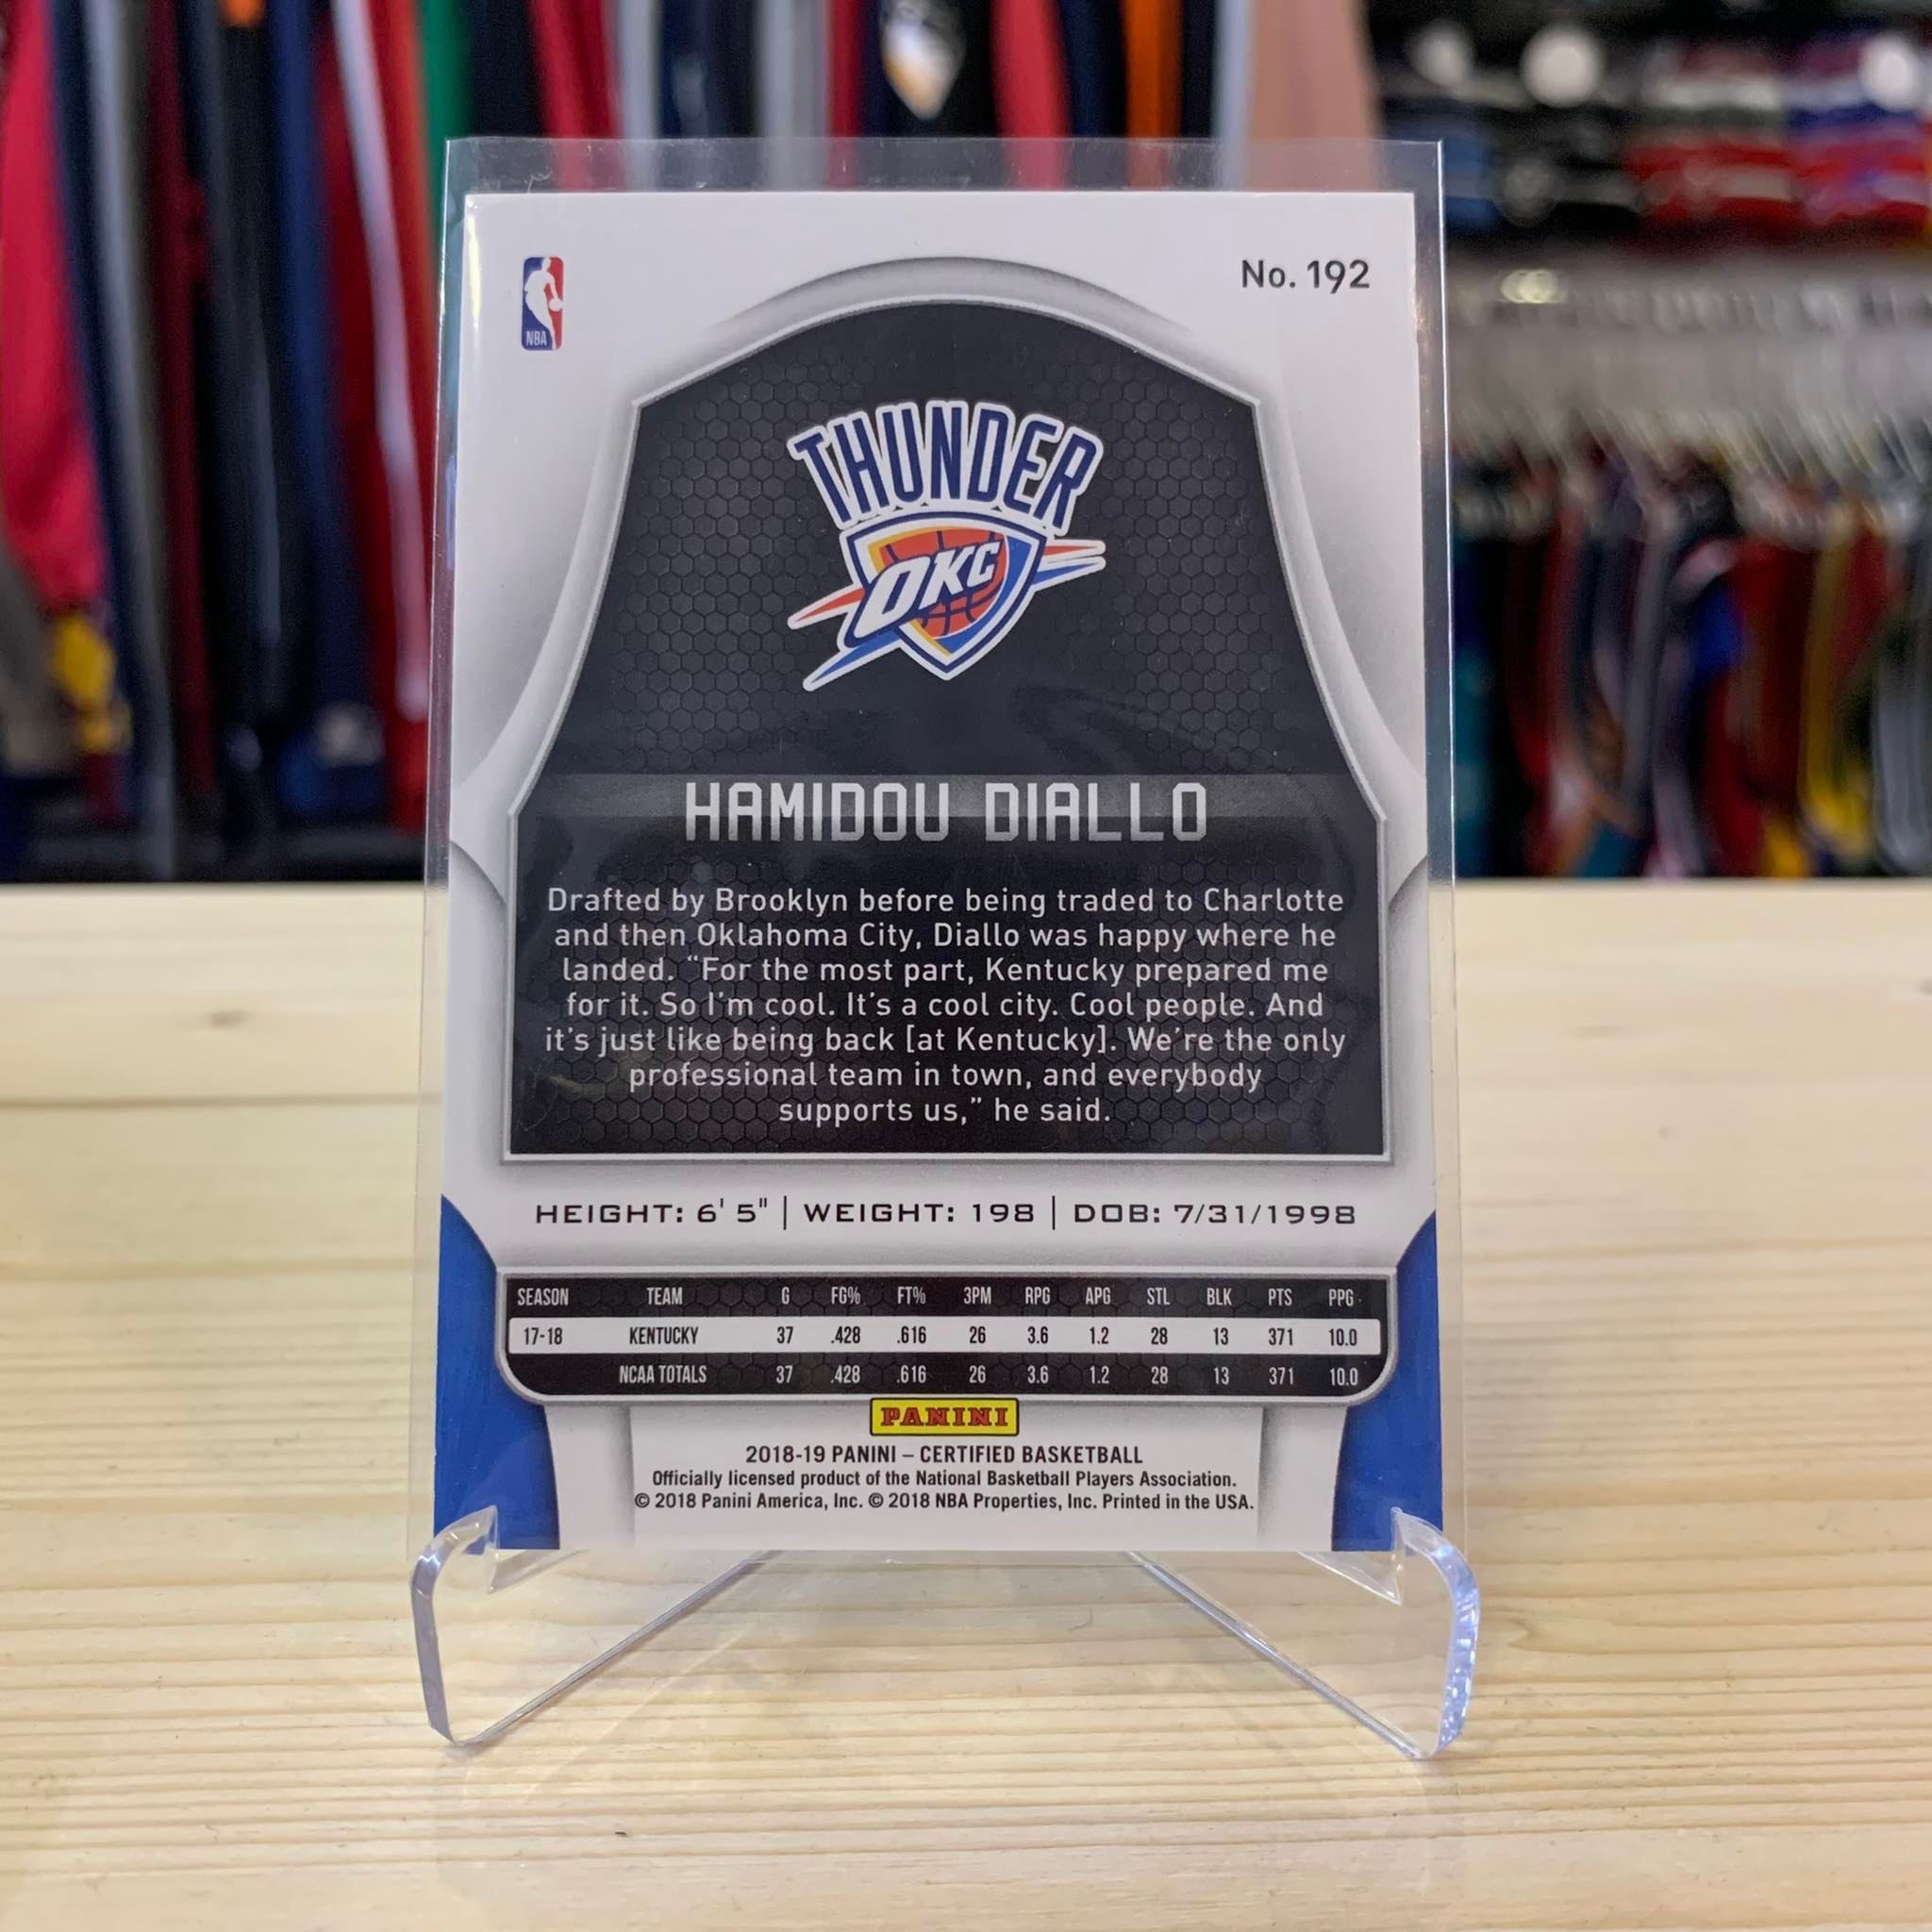 NBA
No. 192
THUNDER
OKC
HAMIDOU DIALLO
Drafted by Brooklyn before being traded to Charlotte
and then Oklahoma City, Diallo was happy where he
landed. “For the most part, Kentucky prepared me
for it. So I’m cool. It’s a cool city. Cool people. And
it’s just like being back [at Kentucky]. We’re the only
professional team in town, and everybody
supports us,” he said.
HEIGHT: 6' 5" | WEIGHT: 198 | DOB: 7/31/1998
SEASON TEAM G FG% FT% 3PM RPG APG STL BLK PTS PPG
17-18 KENTUCKY 37 .428 .616 26 3.6 1.2 28 13 371 10.0
NCAA TOTALS 37 .428 .616 26 3.6 1.2 28 13 371 10.0
PANINI
2018-19 PANINI – CERTIFIED BASKETBALL
Officially licensed product of the National Basketball Players Association.
© 2018 Panini America, Inc. © 2018 NBA Properties, Inc. Printed in the USA.